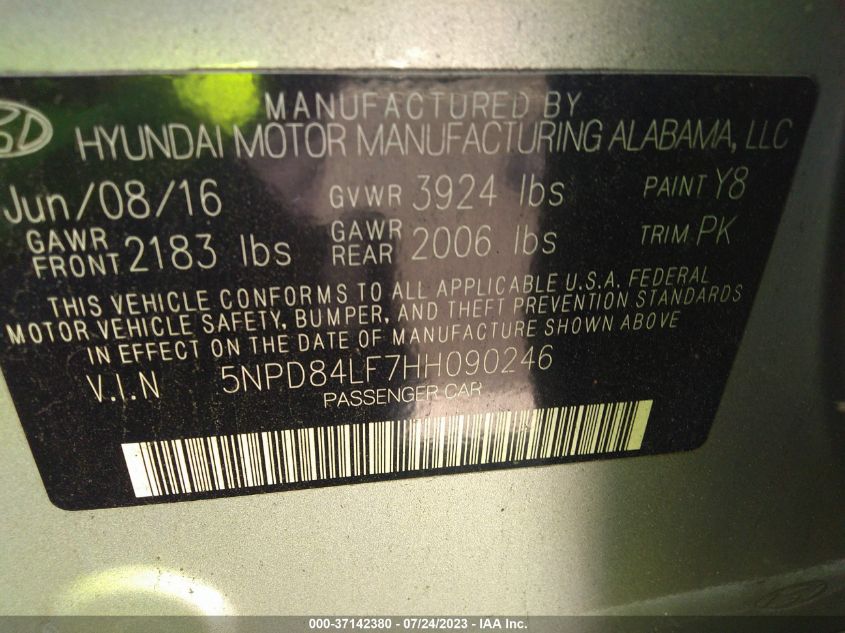 MANUFACTURED BY
HYUNDAI MOTOR MANUFACTURING ALABAMA, LLC
Jun/08/16 GVWR 3924 lbs PAINT Y8
GAWR FRONT 2183 lbs GAWR REAR 2006 lbs TRIM PK
THIS VEHICLE CONFORMS TO ALL APPLICABLE U.S.A. FEDERAL
MOTOR VEHICLE SAFETY, BUMPER, AND THEFT PREVENTION STANDARDS
IN EFFECT ON THE DATE OF MANUFACTURE SHOWN ABOVE
V.I.N 5NPD84LF7HH090246
PASSENGER CAR
000-37142380 - 07/24/2023 - IAA Inc.